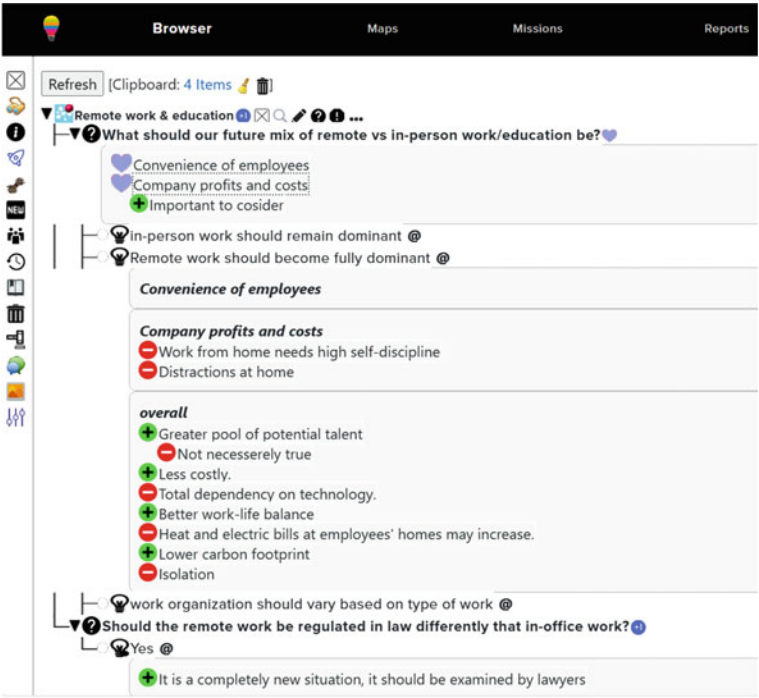 Browser Maps Missions Reports
Refresh [Clipboard: 4 Items ]
Remote work & education +1 ...
What should our future mix of remote vs in-person work/education be?
Convenience of employees
Company profits and costs
Important to cosider
in-person work should remain dominant @
Remote work should become fully dominant @
Convenience of employees
Company profits and costs
Work from home needs high self-discipline
Distractions at home
NEW
overall
Greater pool of potential talent
Not necesserely true
Less costly.
Total dependency on technology.
Better work-life balance
Heat and electric bills at employees' homes may increase.
Lower carbon footprint
Isolation
work organization should vary based on type of work @
Should the remote work be regulated in law differently that in-office work? +1
Yes @
It is a completely new situation, it should be examined by lawyers